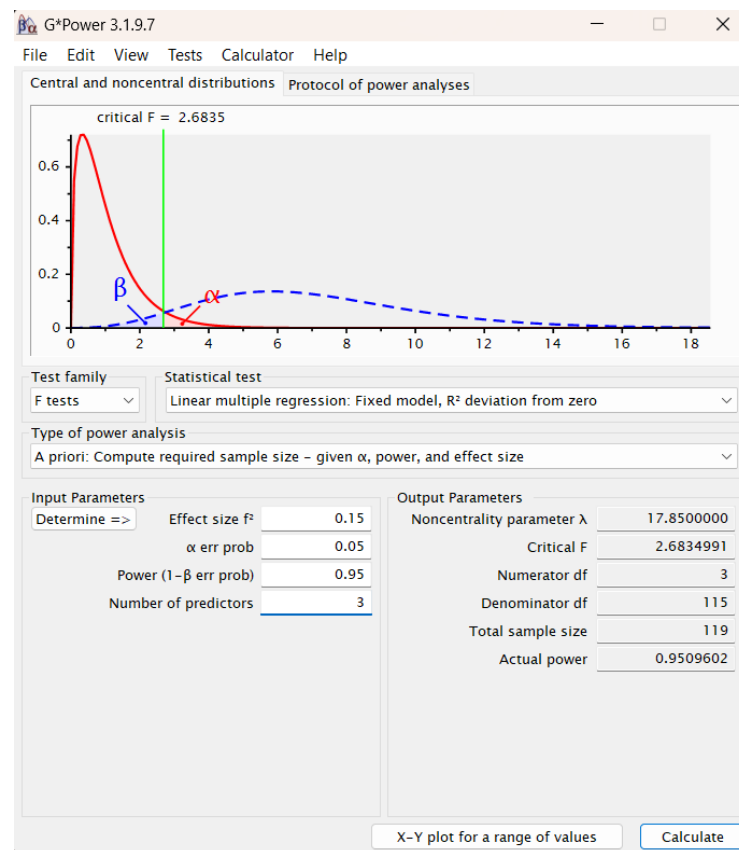 G*Power 3.1.9.7
File Edit View Tests Calculator Help
Central and noncentral distributions Protocol of power analyses
critical F = 2.6835
0.6
0.4
0.2
0
β
α
0 2 4 6 8 10 12 14 16 18
Test family Statistical test
F tests Linear multiple regression: Fixed model, R² deviation from zero
Type of power analysis
A priori: Compute required sample size – given α, power, and effect size
Input Parameters Output Parameters
Determine => Effect size f² 0.15 Noncentrality parameter λ 17.8500000
α err prob 0.05 Critical F 2.6834991
Power (1-β err prob) 0.95 Numerator df 3
Number of predictors 3 Denominator df 115
Total sample size 119
Actual power 0.9509602
X-Y plot for a range of values Calculate